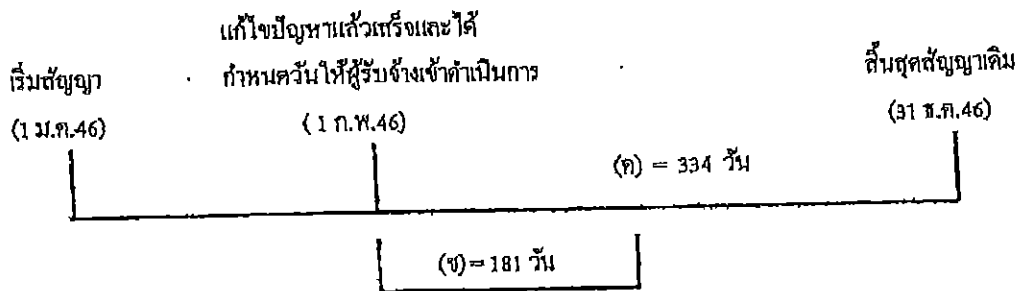 แก้ไขปัญหาแล้วเสร็จและได้
กำหนดวันให้ผู้รับจ้างเข้าดำเนินการ
เริ่มสัญญา
(1 ม.ค.46)
(1 ก.พ.46)
สิ้นสุดสัญญาเดิม
(31 ธ.ค.46)
(ค) = 334 วัน
(ช) = 181 วัน